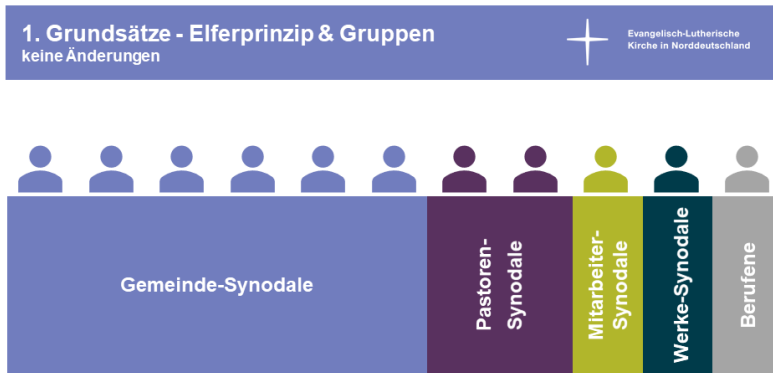 1. Grundsätze - Elferprinzip & Gruppen
keine Änderungen
Evangelisch-Lutherische
Kirche in Norddeutschland
Gemeinde-Synodale
Pastoren-
Synodale
Mitarbeiter-
Synodale
Werke-Synodale
Berufene